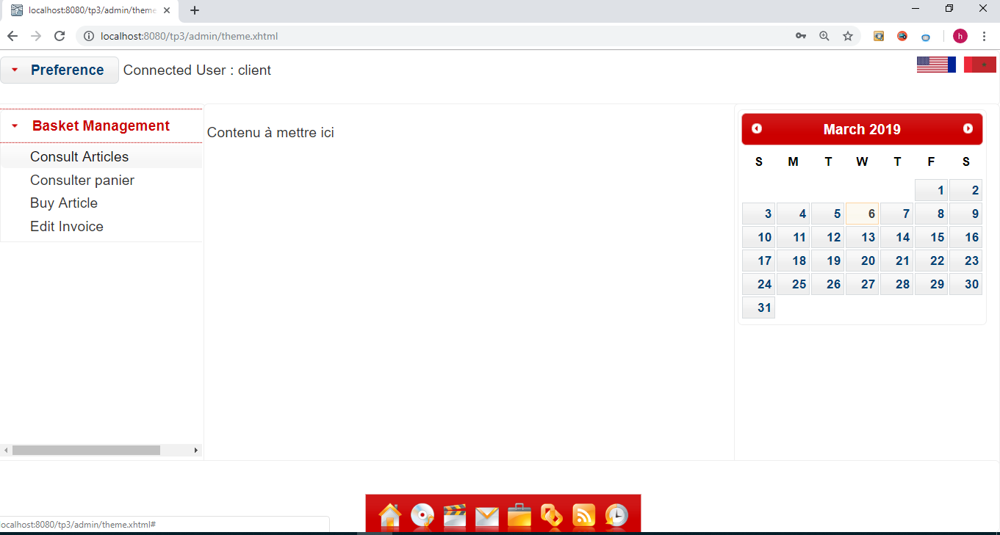 localhost:8080/tp3/admin/theme
localhost:8080/tp3/admin/theme.xhtml
h
Preference
Connected User : client
Basket Management
Consult Articles
Consulter panier
Buy Article
Edit Invoice
Contenu à mettre ici
March 2019
S M T W T F S
1 2
3 4 5 6 7 8 9
10 11 12 13 14 15 16
17 18 19 20 21 22 23
24 25 26 27 28 29 30
31
localhost:8080/tp3/admin/theme.xhtml#